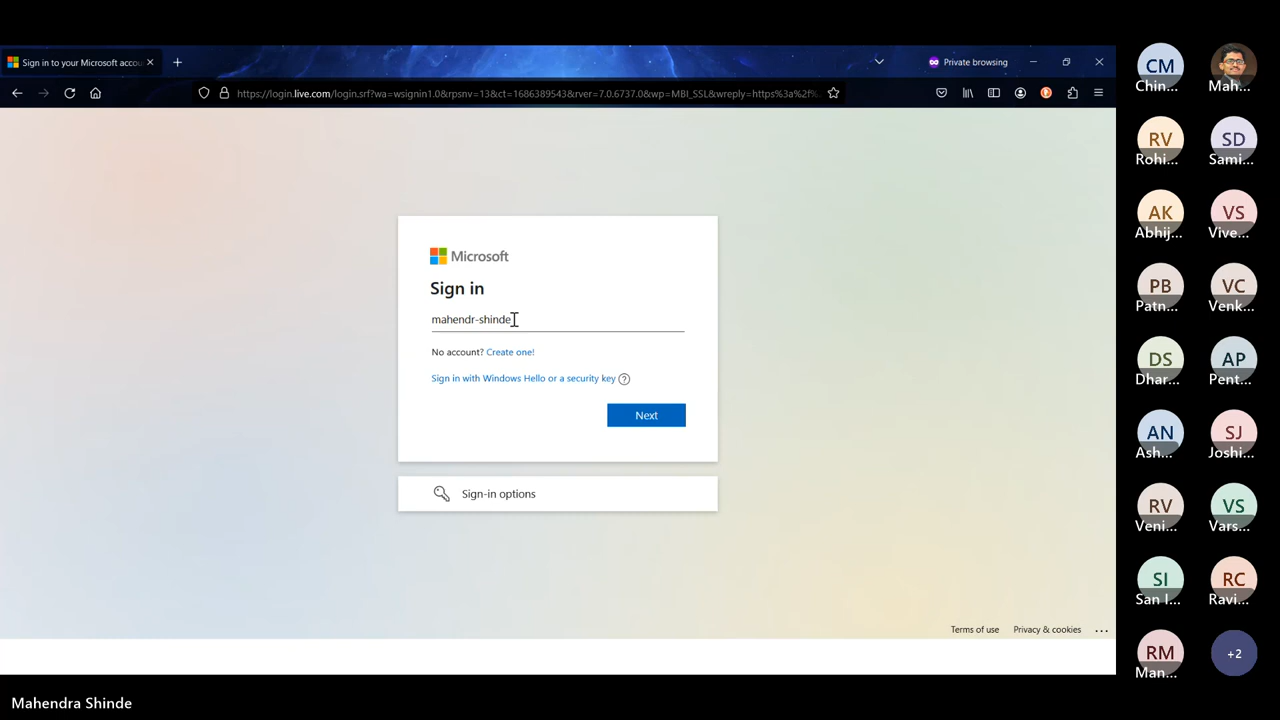 Sign in to your Microsoft accou
Private browsing
https://login.live.com/login.srf?wa=wsignin1.0&rpsnv=13&ct=1686389543&rver=7.0.6737.0&wp=MBI_SSL&wreply=https%3a%2f%
Microsoft
Sign in
mahendr-shinde
No account? Create one!
Sign in with Windows Hello or a security key
Next
Sign-in options
Terms of use Privacy & cookies ...
CM
Chin...
Mah...
RV
Rohi...
SD
Sami...
AK
Abhij...
VS
Vive...
PB
Patn...
VC
Venk...
DS
Dhar...
AP
Pent...
AN
Ash...
SJ
Joshi...
RV
Veni...
VS
Vars...
SI
San I...
RC
Ravi...
RM
Man...
+2
Mahendra Shinde